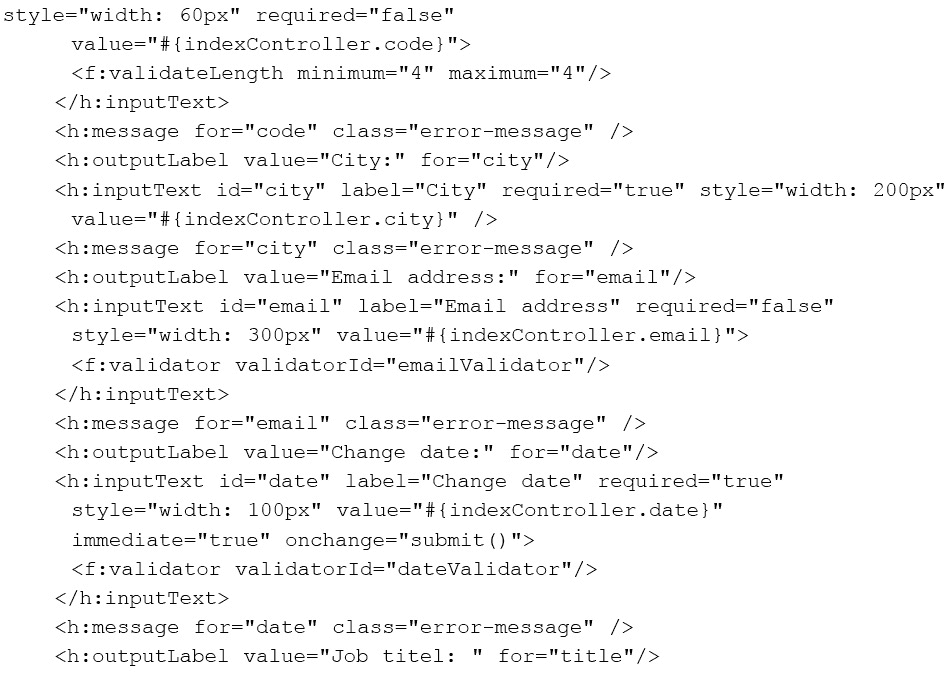 style="width: 60px" required="false"
value="#{indexController.code}">
<f:validateLength minimum="4" maximum="4"/>
</h:inputText>
<h:message for="code" class="error-message" />
<h:outputLabel value="City:" for="city"/>
<h:inputText id="city" label="City" required="true" style="width: 200px"
value="#{indexController.city}" />
<h:message for="city" class="error-message" />
<h:outputLabel value="Email address:" for="email"/>
<h:inputText id="email" label="Email address" required="false"
style="width: 300px" value="#{indexController.email}">
<f:validator validatorId="emailValidator"/>
</h:inputText>
<h:message for="email" class="error-message" />
<h:outputLabel value="Change date:" for="date"/>
<h:inputText id="date" label="Change date" required="true"
style="width: 100px" value="#{indexController.date}"
immediate="true" onchange="submit()">
<f:validator validatorId="dateValidator"/>
</h:inputText>
<h:message for="date" class="error-message" />
<h:outputLabel value="Job titel: " for="title"/>